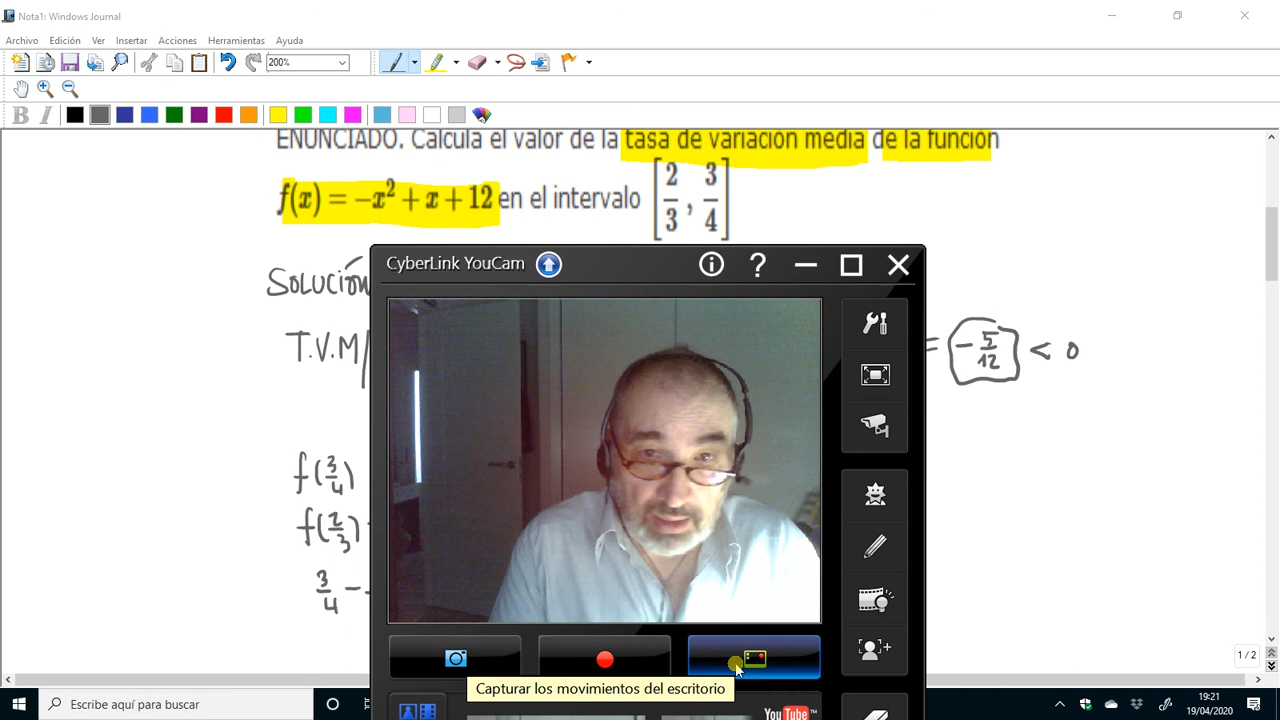 Nota1: Windows Journal
Archivo Edición Ver Insertar Acciones Herramientas Ayuda
200%
B I
ENUNCIADO. Calcula el valor de la tasa de variación media de la función
f(x) = -x² + x + 12 en el intervalo [2/3, 3/4]
CyberLink YouCam
Solución
T.V.M
= -5/12 < 0
f(3/4)
f(2/3)
3/4 -
Capturar los movimientos del escritorio
YouTube™
1 / 2
Escribe aquí para buscar
19:21
19/04/2020